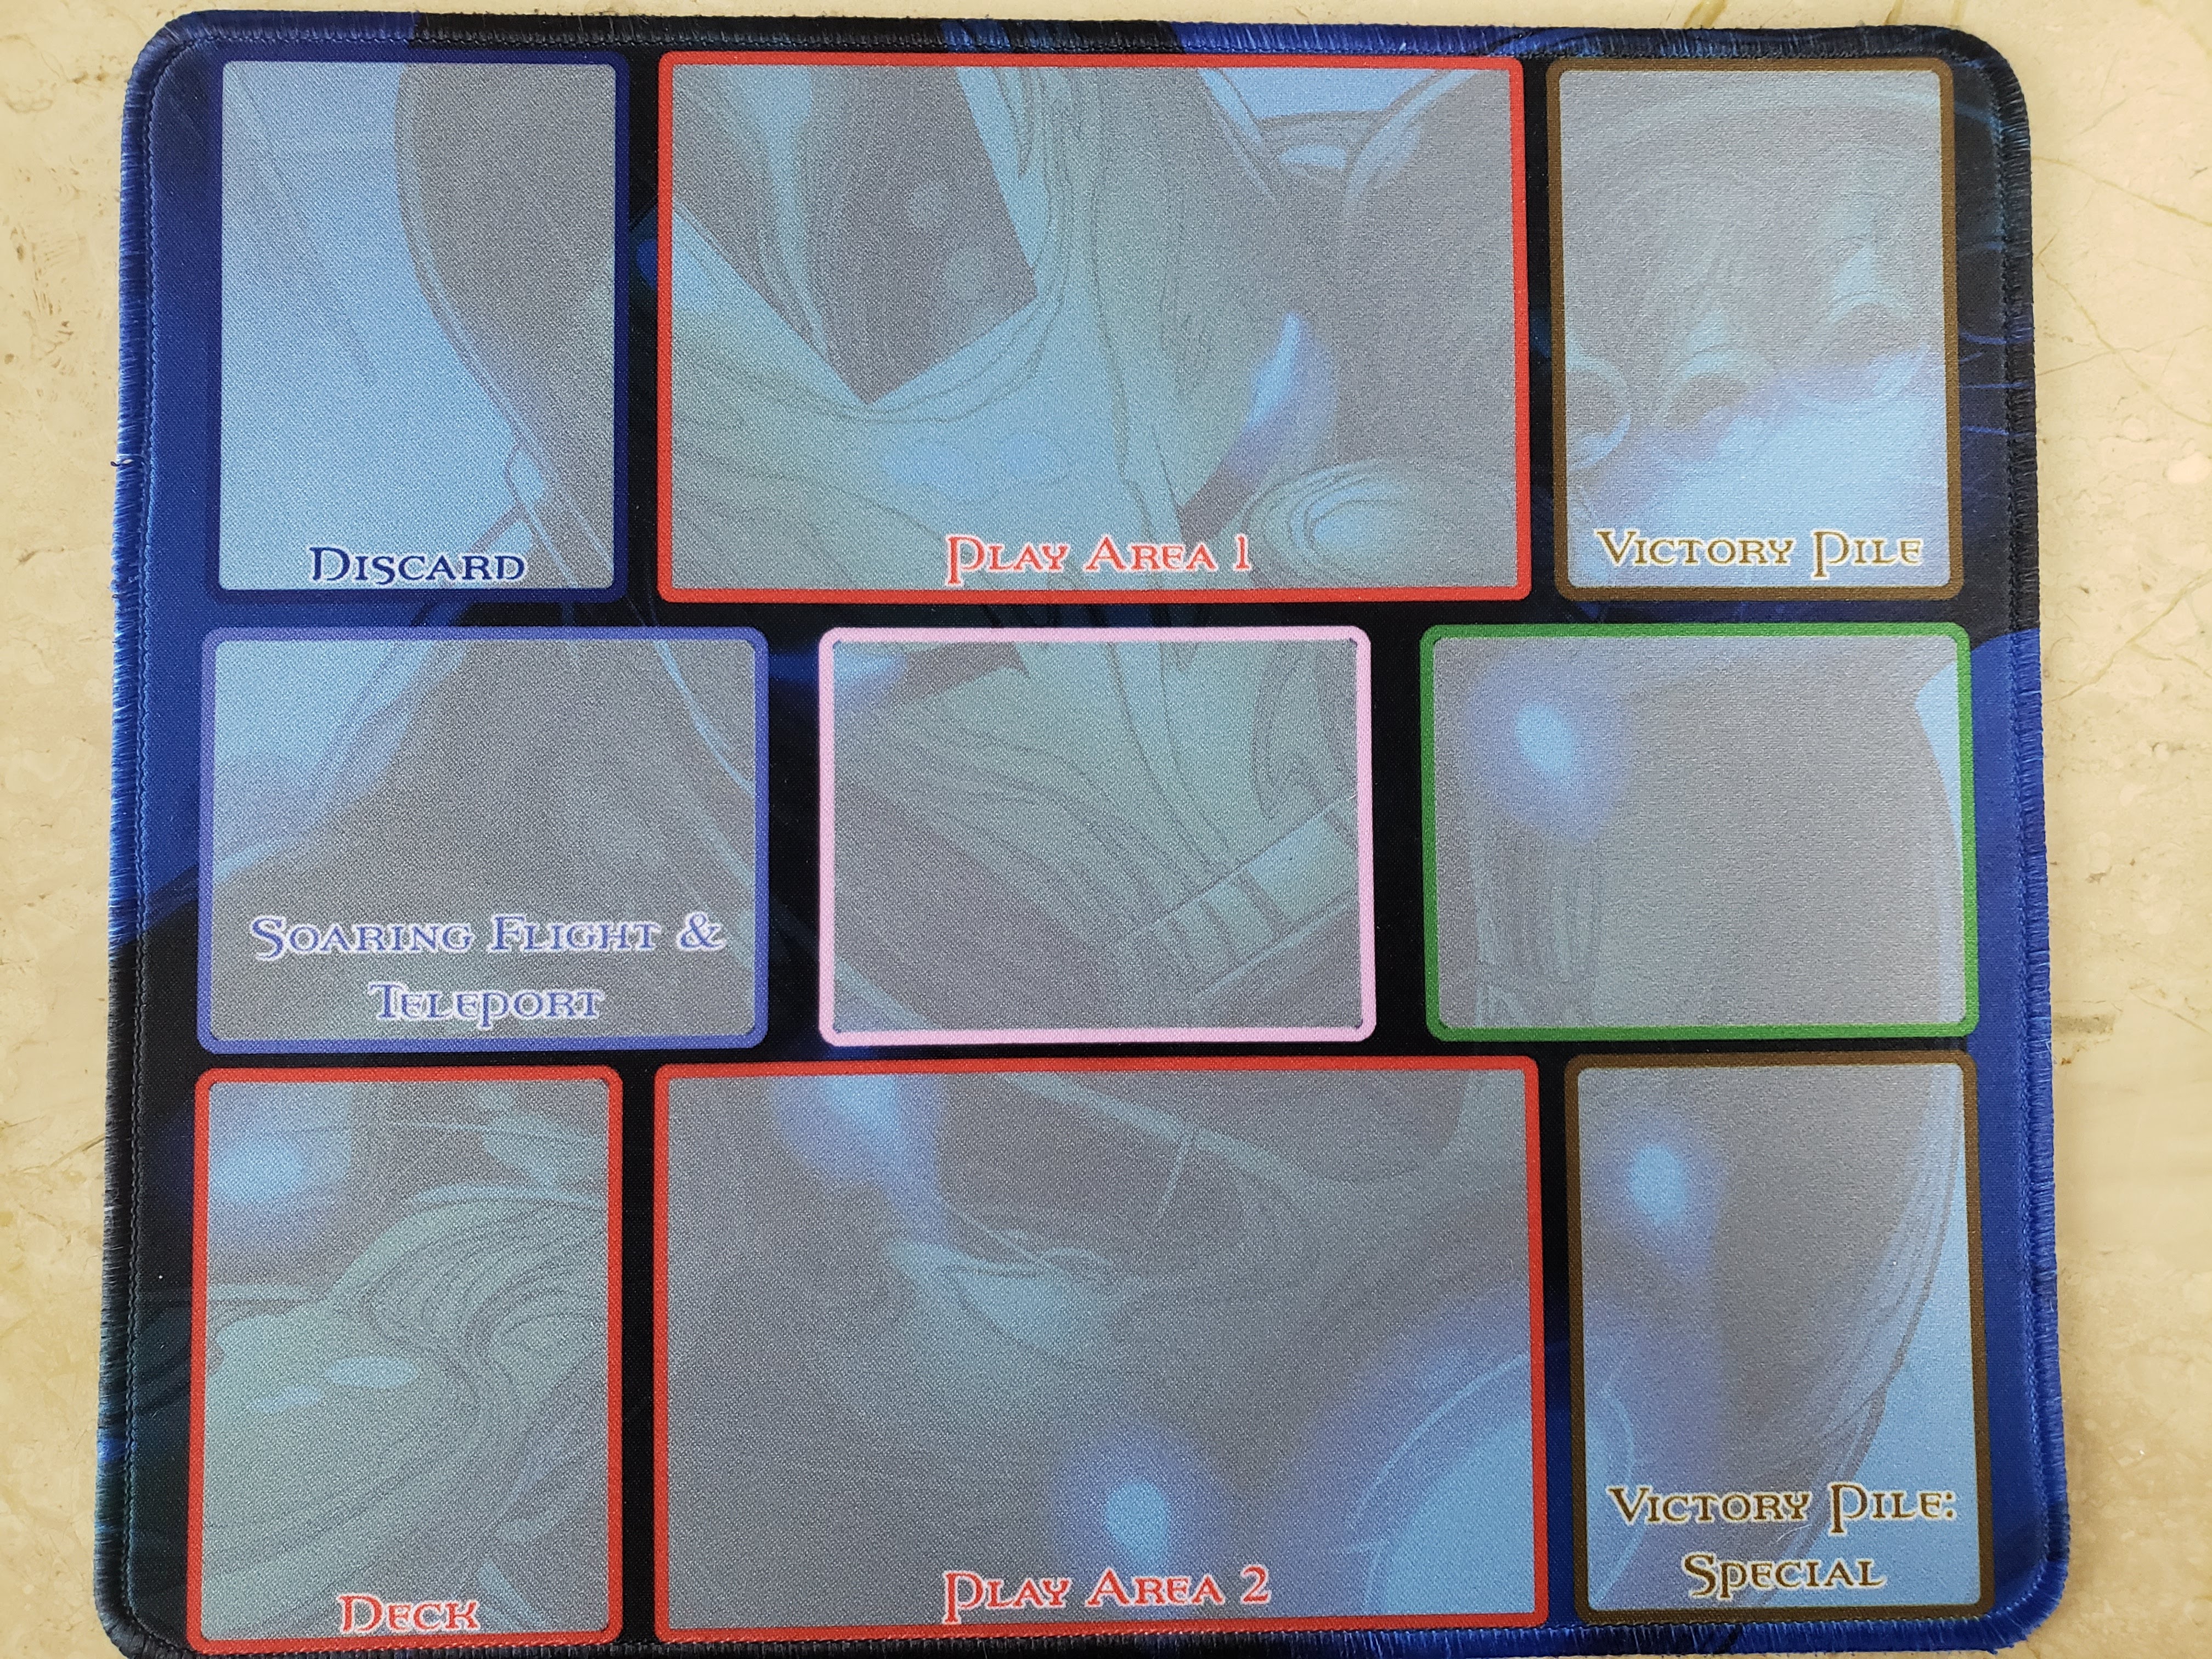 Discard
Play Area 1
Victory Pile
Soaring Flight &
Teleport
Deck
Play Area 2
Victory Pile:
Special